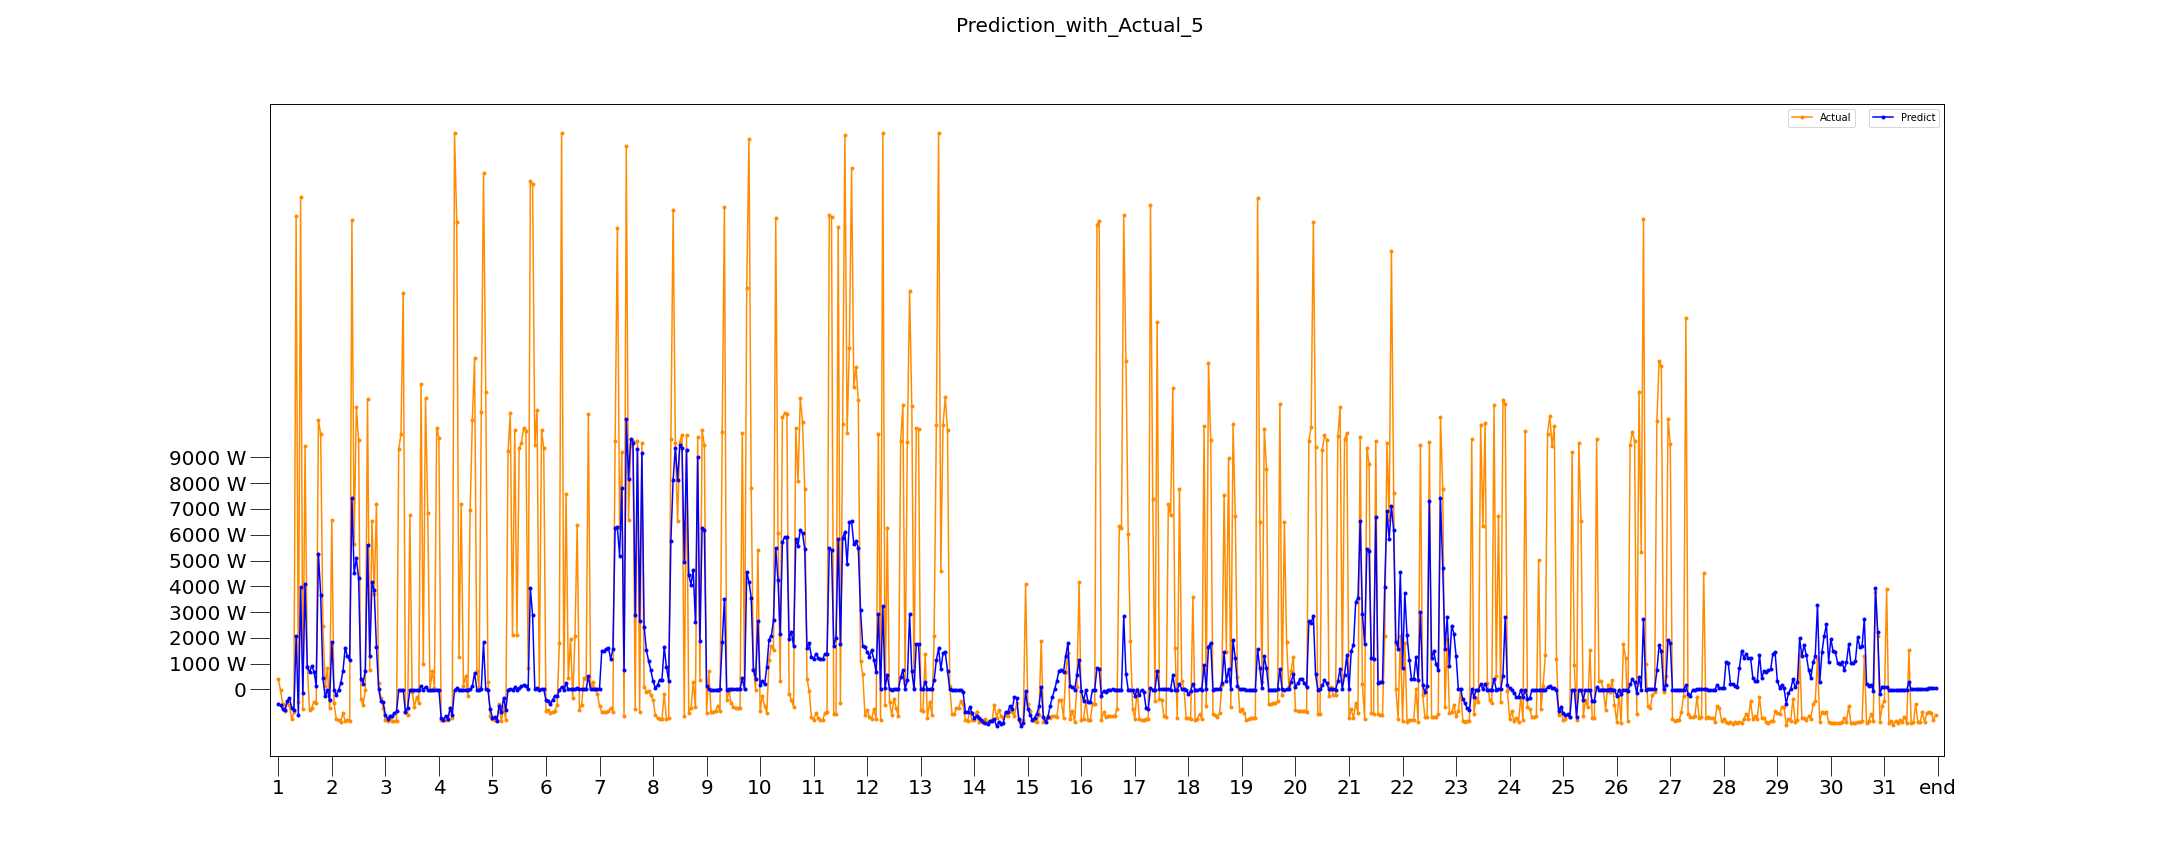 Prediction_with_Actual_5
Actual Predict
9000 W
8000 W
7000 W
6000 W
5000 W
4000 W
3000 W
2000 W
1000 W
0
1 2 3 4 5 6 7 8 9 10 11 12 13 14 15 16 17 18 19 20 21 22 23 24 25 26 27 28 29 30 31 end